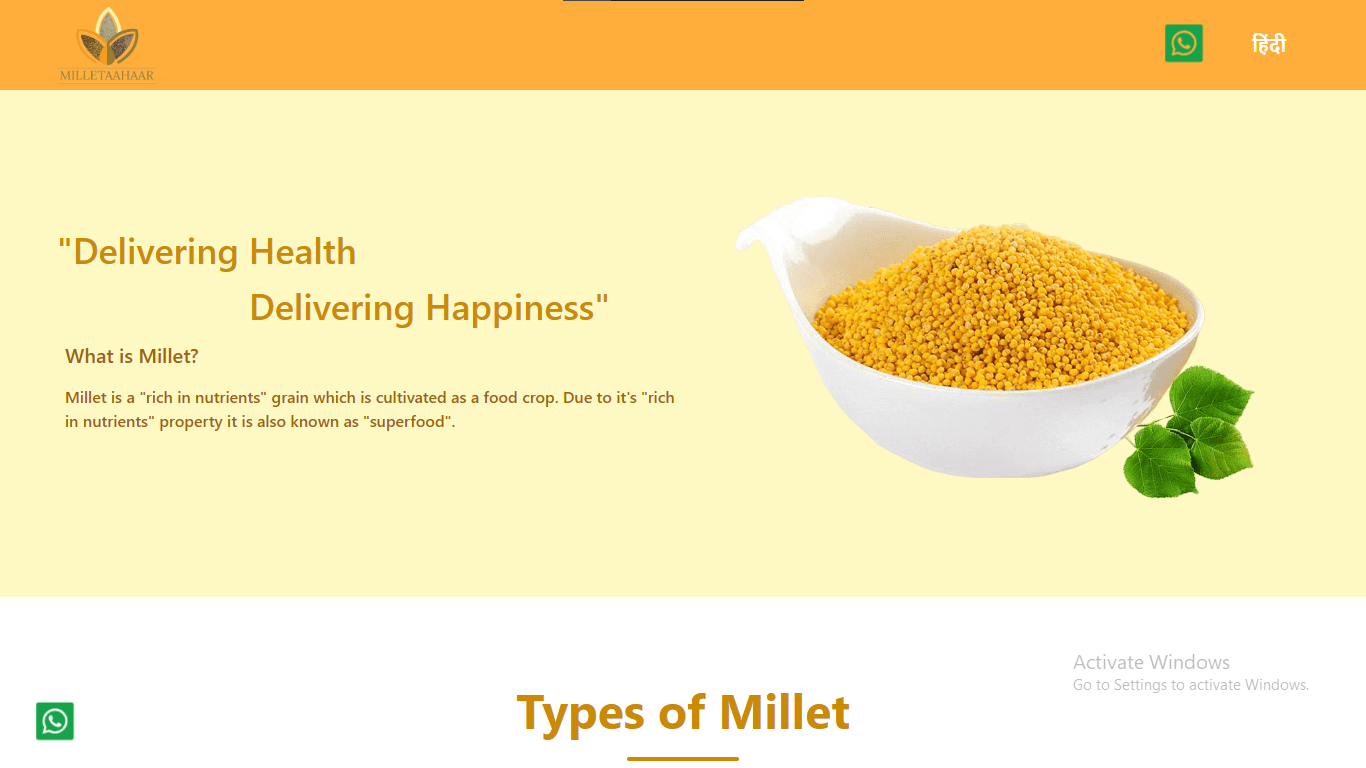 MILLETAAHAAR
हिंदी
"Delivering Health
Delivering Happiness"
What is Millet?
Millet is a "rich in nutrients" grain which is cultivated as a food crop. Due to it's "rich
in nutrients" property it is also known as "superfood".
Activate Windows
Go to Settings to activate Windows.
Types of Millet